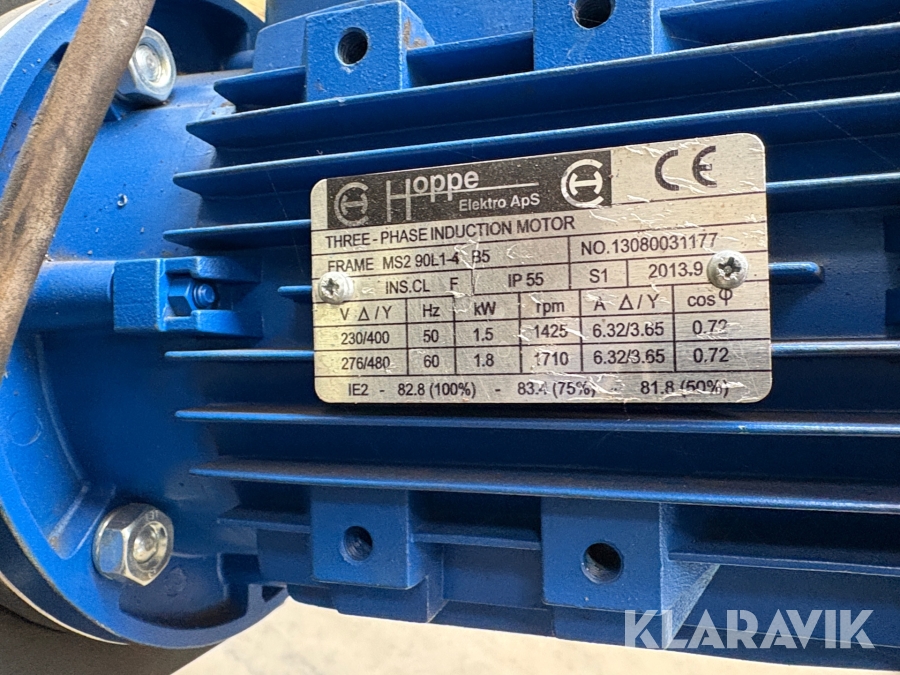 Hoppe
Elektro ApS
CE
THREE - PHASE INDUCTION MOTOR
NO.13080031177
FRAME MS2 90L1-4 B5
INS.CL F IP 55 S1 2013.9
V Δ / Y Hz kW rpm A Δ / Y cos φ
230/400 50 1.5 1425 6.32/3.65 0.72
276/480 60 1.8 1710 6.32/3.65 0.72
IE2 - 82.8 (100%) - 83.4 (75%) - 81.8 (50%)
KLARAVIK